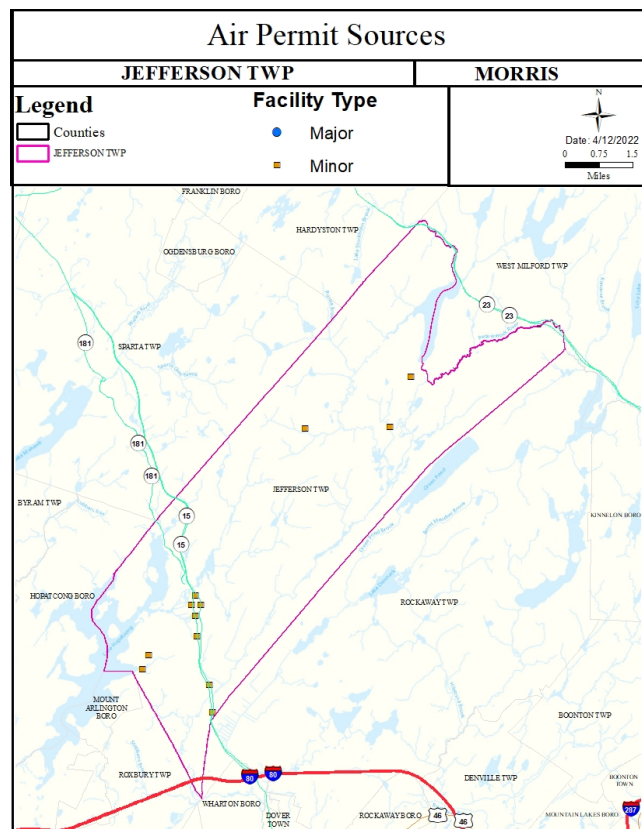 Air Permit Sources
JEFFERSON TWP
MORRIS
Legend
Counties
JEFFERSON TWP
Facility Type
Major
Minor
N
Date: 4/12/2022
0 0.75 1.5
Miles
FRANKLIN BORO
HARDYSTON TWP
OGDENSBURG BORO
WEST MILFORD TWP
23
23
181
SPARTA TWP
181
181
BYRAM TWP
JEFFERSON TWP
15
KINNELON BORO
15
HOPATCONG BORO
ROCKAWAY TWP
MOUNT
ARLINGTON
BORO
BOONTON TWP
ROXBURY TWP
80
80
DENVILLE TWP
BOONTON
TOWN
WHARTON BORO
DOVER
TOWN
ROCKAWAY BORO
46
46
MOUNTAIN LAKES BORO
287